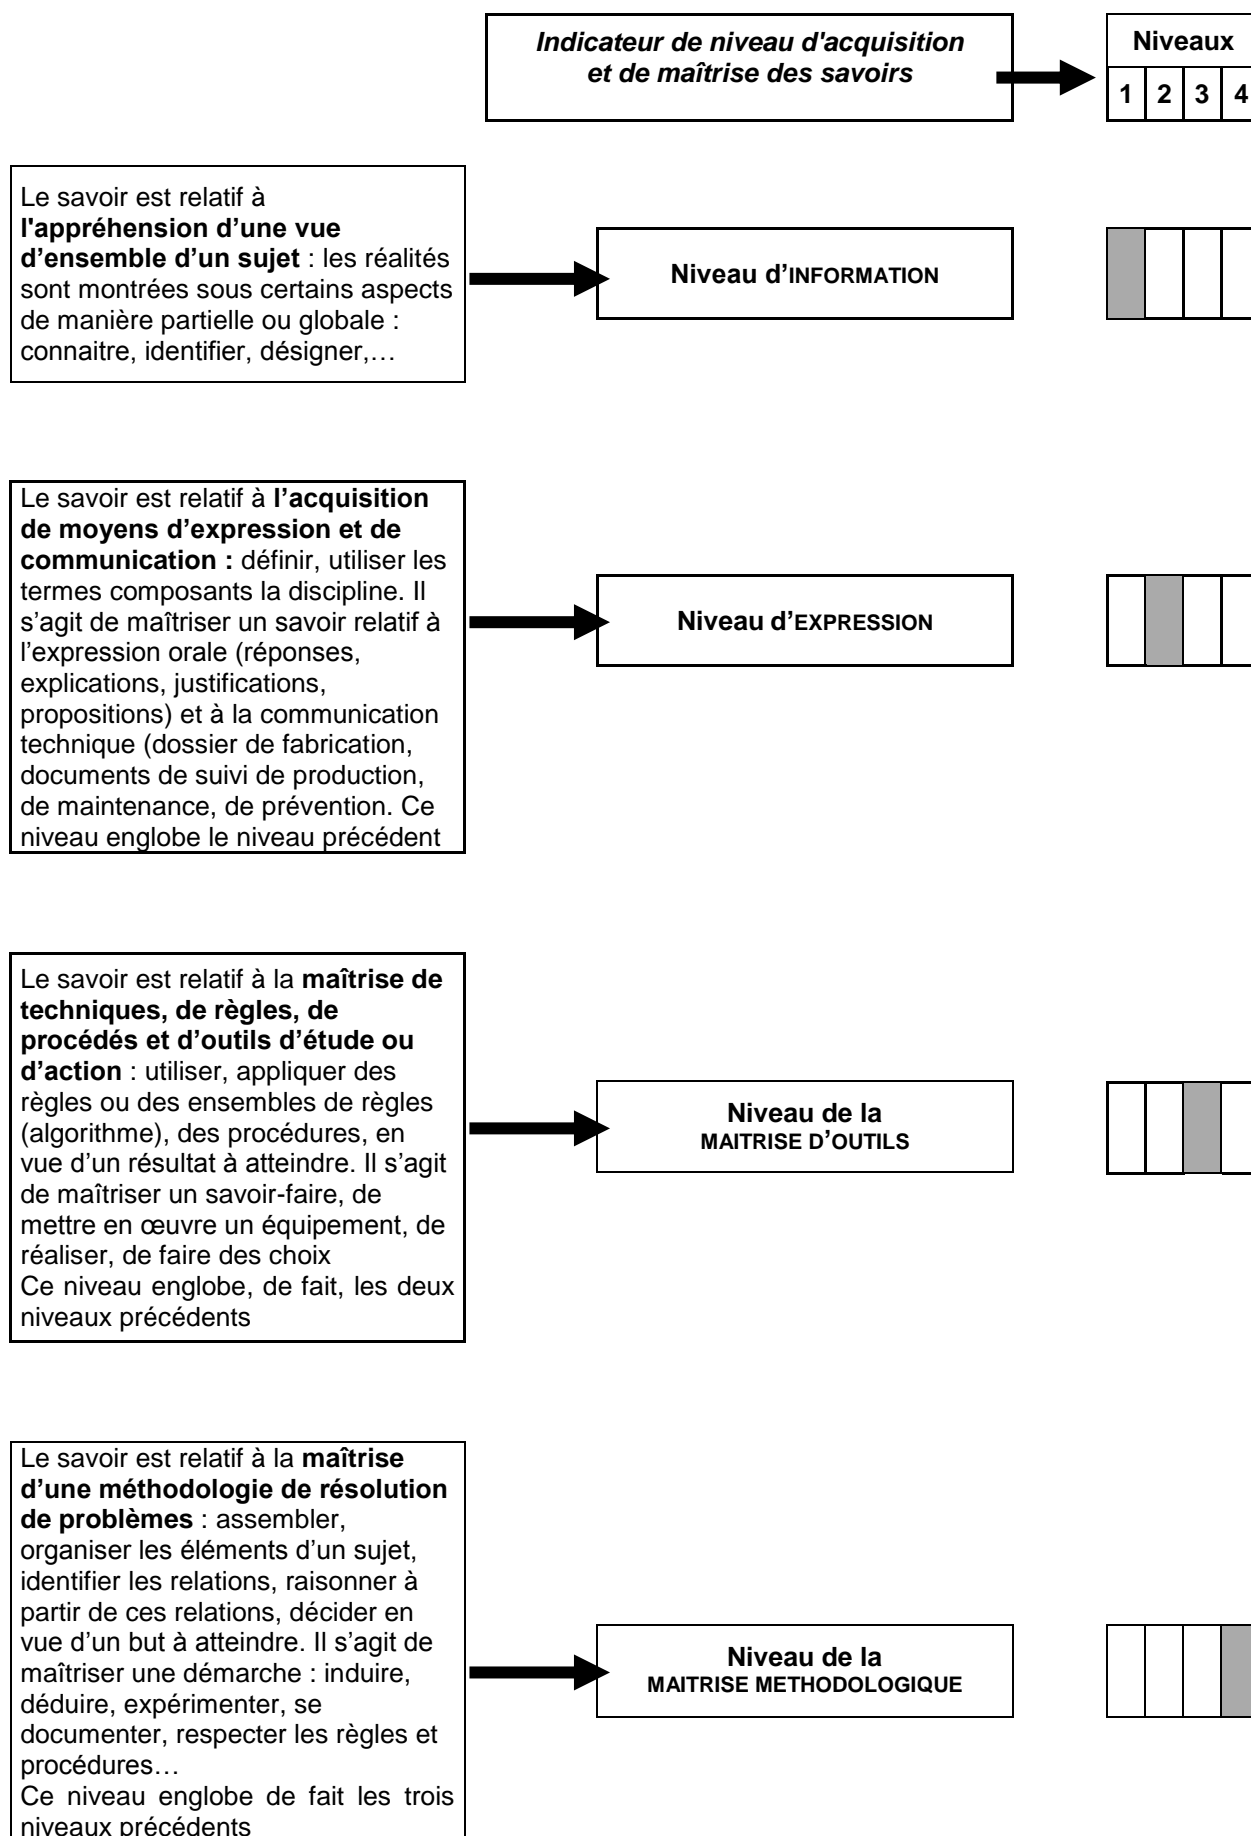 Indicateur de niveau d'acquisition
et de maîtrise des savoirs
Niveaux
1 2 3 4
Le savoir est relatif à
l'appréhension d’une vue
d’ensemble d’un sujet : les réalités
sont montrées sous certains aspects
de manière partielle ou globale :
connaitre, identifier, désigner,…
Niveau d’INFORMATION
Le savoir est relatif à l’acquisition
de moyens d’expression et de
communication : définir, utiliser les
termes composants la discipline. Il
s’agit de maîtriser un savoir relatif à
l’expression orale (réponses,
explications, justifications,
propositions) et à la communication
technique (dossier de fabrication,
documents de suivi de production,
de maintenance, de prévention. Ce
niveau englobe le niveau précédent
Niveau d’EXPRESSION
Le savoir est relatif à la maîtrise de
techniques, de règles, de
procédés et d’outils d’étude ou
d’action : utiliser, appliquer des
règles ou des ensembles de règles
(algorithme), des procédures, en
vue d’un résultat à atteindre. Il s’agit
de maîtriser un savoir-faire, de
mettre en œuvre un équipement, de
réaliser, de faire des choix
Ce niveau englobe, de fait, les deux
niveaux précédents
Niveau de la
MAITRISE D’OUTILS
Le savoir est relatif à la maîtrise
d’une méthodologie de résolution
de problèmes : assembler,
organiser les éléments d’un sujet,
identifier les relations, raisonner à
partir de ces relations, décider en
vue d’un but à atteindre. Il s’agit de
maîtriser une démarche : induire,
déduire, expérimenter, se
documenter, respecter les règles et
procédures…
Ce niveau englobe de fait les trois
niveaux précédents
Niveau de la
MAITRISE METHODOLOGIQUE